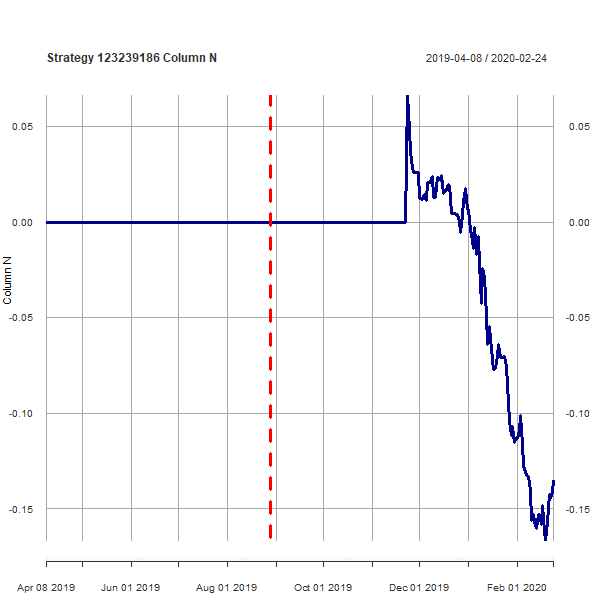 Strategy 123239186 Column N
2019-04-08 / 2020-02-24
0.05
0.05
0.00
0.00
Column N
-0.05
-0.05
-0.10
-0.10
-0.15
-0.15
Apr 08 2019
Jun 01 2019
Aug 01 2019
Oct 01 2019
Dec 01 2019
Feb 01 2020